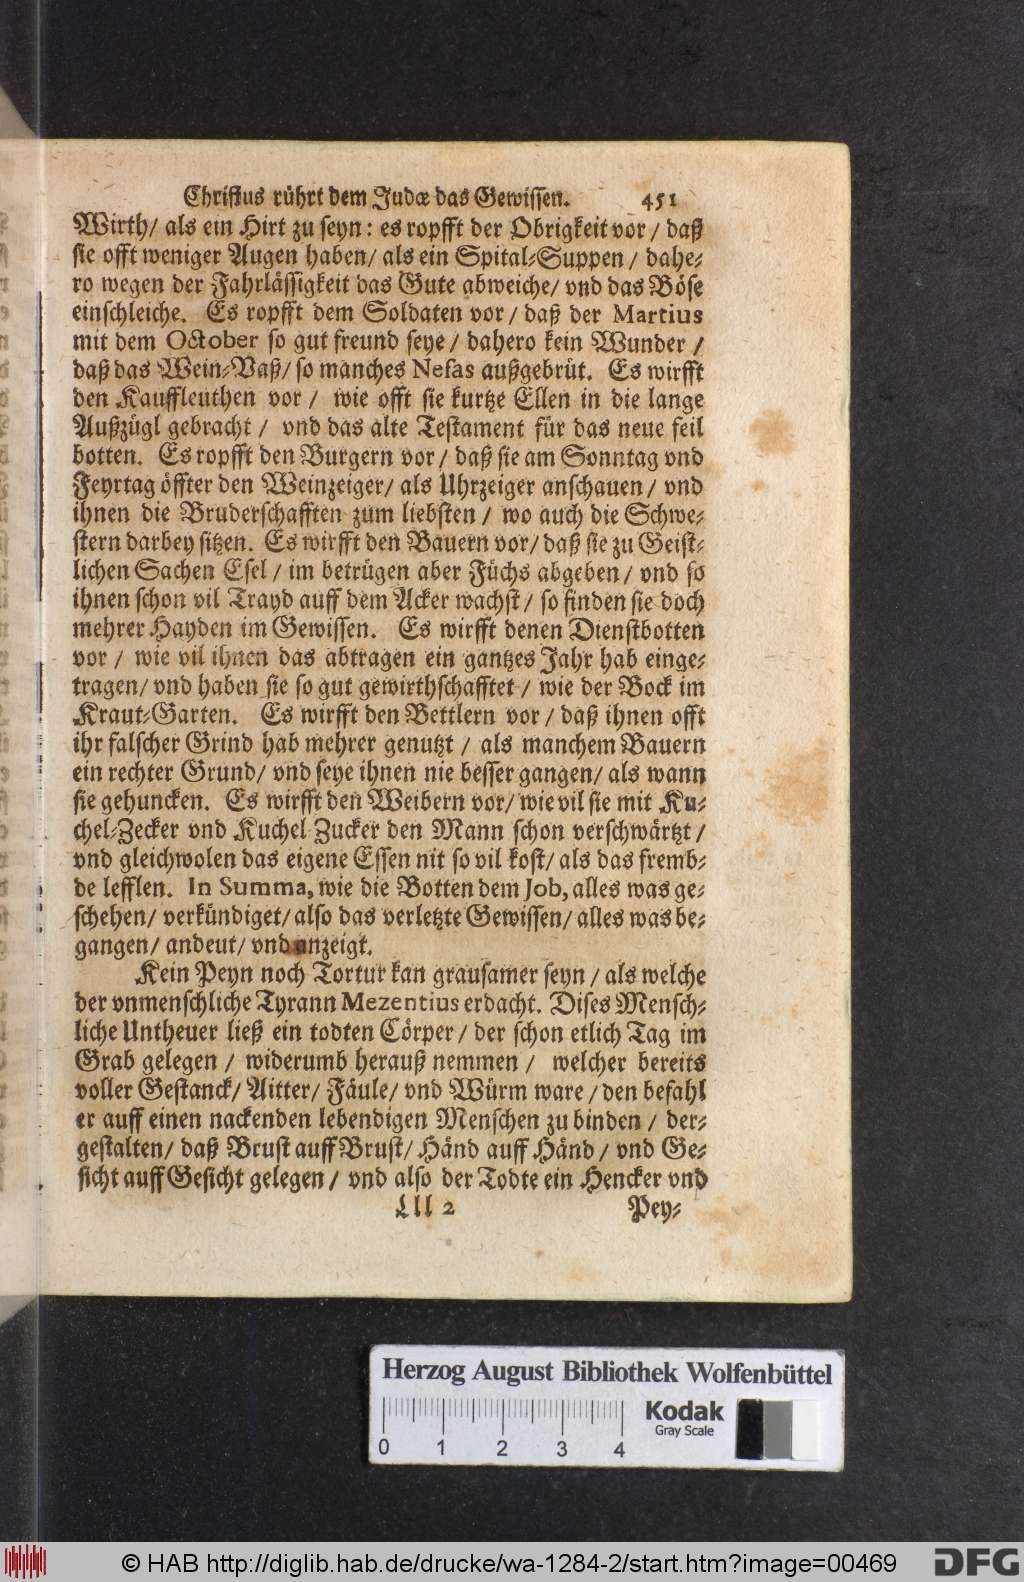 Christus rührt dem Judæ das Gewissen. 451
Wirth/ als ein Hirt zu seyn: es ropfft der Obrigkeit vor / daß
sie offt weniger Augen haben/ als ein Spital-Suppen / dahe-
ro wegen der Fahrlässigkeit das Gute abweiche/ vnd das Böse
einschleiche. Es ropfft dem Soldaten vor / daß der Martius
mit dem October so gut freund seye / dahero kein Wunder /
daß das Wein-Vaß/ so manches Nefas außgebrüt. Es wirfft
den Kauffleuthen vor / wie offt sie kurtze Ellen in die lange
Außzügl gebracht / vnd das alte Testament für das neue feil
botten. Es ropfft den Burgern vor / daß sie am Sonntag vnd
Feyrtag öffter den Weinzeiger/ als Uhrzeiger anschauen / vnd
ihnen die Bruderschafften zum liebsten / wo auch die Schwe-
stern darbey sitzen. Es wirfft den Bauern vor/ daß sie zu Geist-
lichen Sachen Esel / im betrügen aber Füchs abgeben / vnd so
ihnen schon vil Trayd auff dem Acker wachst / so finden sie doch
mehrer Hayden im Gewissen. Es wirfft denen Dienstbotten
vor / wie vil ihnen das abtragen ein gantzes Jahr hab einge-
tragen/ vnd haben sie so gut gewirthschafftet / wie der Bock im
Kraut-Garten. Es wirfft den Bettlern vor / daß ihnen offt
ihr falscher Grind hab mehrer genutzt / als manchem Bauern
ein rechter Grund/ vnd seye ihnen nie besser gangen/ als wann
sie gehuncken. Es wirfft den Weibern vor/ wie vil sie mit Ku-
chel-Zecker vnd Kuchel Zucker den Mann schon verschwärtzt /
vnd gleichwolen das eigene Essen nit so vil kost/ als das fremb-
de lefflen. In Summa, wie die Botten dem Job, alles was ge-
schehen/ verkündiget/ also das verletzte Gewissen/ alles was be-
gangen/ andeut/ vnd anzeigt.
Kein Peyn noch Tortur kan grausamer seyn / als welche
der vnmenschliche Tyrann Mezentius erdacht. Dises Mensch-
liche Untheuer ließ ein todten Cörper / der schon etlich Tag im
Grab gelegen / widerumb herauß nemmen / welcher bereits
voller Gestanck/ Aitter/ Fäule/ vnd Würm ware / den befahl
er auff einen nackenden lebendigen Menschen zu binden / der-
gestalten/ daß Brust auff Brust/ Händ auff Händ / vnd Ge-
sicht auff Gesicht gelegen / vnd also der Todte ein Hencker vnd
Lll 2 Pey-
Herzog August Bibliothek Wolfenbüttel
0 1 2 3 4
Kodak
Gray Scale
© HAB http://diglib.hab.de/drucke/wa-1284-2/start.htm?image=00469
DFG